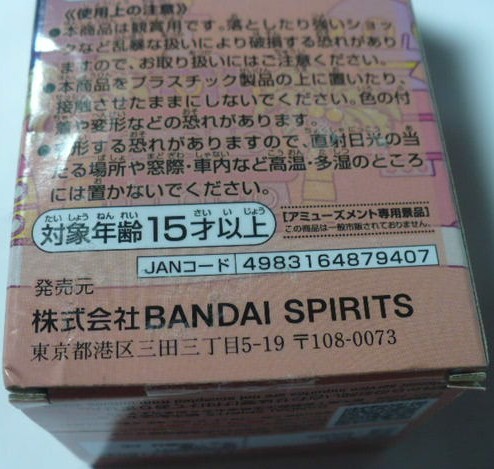 《使用上の注意》
●本商品は観賞用です。落としたり強いショッ
クなど乱暴な扱いにより破損する恐れがあり
ますので、お取り扱いにはご注意ください。
●本商品をプラスチック製品の上に置いたり、
接触させたままにしないでください。色の付
着や変形などの恐れがあります。
●変形する恐れがありますので、直射日光の当
たる場所や窓際・車内など高温・多湿のところ
には置かないでください。
対象年齢15才以上
【アミューズメント専用景品】
この商品は一般市販されておりません。
JANコード 4983164879407
発売元
株式会社BANDAI SPIRITS
東京都港区三田三丁目5-19 〒108-0073